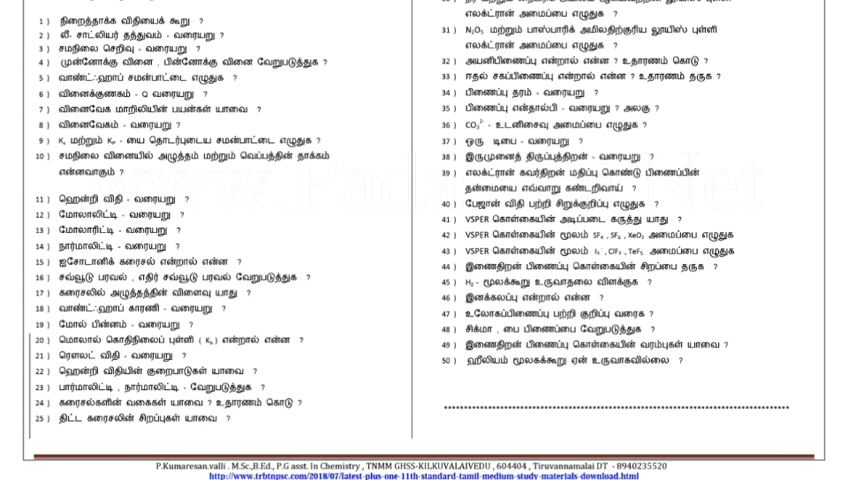 1 ) நிறைத்தாக்க விதியைக் கூறு ?
2 ) லீ- சாட்லியர் தத்துவம் - வரையறு ?
3 ) சமநிலை செறிவு - வரையறு ?
4 ) முன்னோக்கு வினை , பின்னோக்கு வினை வேறுபடுத்துக ?
5 ) வாண்ட்ஃஹாப் சமன்பாட்டை எழுதுக ?
6 ) வினைக்குணகம் - Q வரையறு ?
7 ) வினைவேக மாறிலியின் பயன்கள் யாவை ?
8 ) வினைவேகம் - வரையறு ?
9 ) Kc மற்றும் KP - யை தொடர்புடைய சமன்பாட்டை எழுதுக ?
10 ) சமநிலை வினையில் அழுத்தம் மற்றும் வெப்பத்தின் தாக்கம்
என்னவாகும் ?
11 ) ஹென்றி விதி - வரையறு ?
12 ) மோலாலிட்டி - வரையறு ?
13 ) மோலாரிட்டி - வரையறு ?
14 ) நார்மாலிட்டி - வரையறு ?
15 ) ஐசோடானிக் கரைசல் என்றால் என்ன ?
16 ) சவ்வூடு பரவல் , எதிர் சவ்வூடு பரவல் வேறுபடுத்துக ?
17 ) கரைசலில் அழுத்தத்தின் விளைவு யாது ?
18 ) வாண்ட்ஃஹாப் காரணி - வரையறு ?
19 ) மோல் பின்னம் - வரையறு ?
20 ) மொலால் கொதிநிலைப் புள்ளி ( Kb ) என்றால் என்ன ?
21 ) ரௌலட் விதி - வரையறு ?
22 ) ஹென்றி விதியின் குறைபாடுகள் யாவை ?
23 ) பார்மாலிட்டி , நார்மாலிட்டி - வேறுபடுத்துக ?
24 ) கரைசல்களின் வகைகள் யாவை ? உதாரணம் கொடு ?
25 ) திட்ட கரைசலின் சிறப்புகள் யாவை ?
எலக்ட்ரான் அமைப்பை எழுதுக ?
31 ) N2O5 மற்றும் பாஸ்பாரிக் அமிலதிற்குரிய லூயிஸ் புள்ளி
எலக்ட்ரான் அமைப்பை எழுதுக ?
32 ) அயனிபிணைப்பு என்றால் என்ன ? உதாரணம் கொடு ?
33 ) ஈதல் சகப்பிணைப்பு என்றால் என்ன ? உதாரணம் தருக ?
34 ) பிணைப்பு தரம் - வரையறு ?
35 ) பிணைப்பு என்தால்பி - வரையறு ? அலகு ?
36 ) CO3 2- - உடனிசைவு அமைப்பை எழுதுக ?
37 ) ஒரு டிபை - வரையறு ?
38 ) இருமுனைத் திருப்புத்திறன் - வரையறு ?
39 ) எலக்ட்ரான் கவர்திறன் மதிப்பு கொண்டு பிணைப்பின்
தன்மையை எவ்வாறு கண்டறிவாய் ?
40 ) பேஜான் விதி பற்றி சிறுக்குறிப்பு எழுதுக ?
41 ) VSPER கொள்கையின் அடிப்படை கருத்து யாது ?
42 ) VSPER கொள்கையின் மூலம் SF4 , SF6 , XeO3 அமைப்பை எழுதுக
43 ) VSPER கொள்கையின் மூலம் I3- , ClF3 , TeF5 அமைப்பை எழுதுக
44 ) இணைதிறன் பிணைப்பு கொள்கையின் சிறப்பை தருக ?
45 ) H2 - மூலக்கூறு உருவாதலை விளக்குக ?
46 ) இனக்கலப்பு என்றால் என்ன ?
47 ) உலோகப்பிணைப்பு பற்றி குறிப்பு வரைக ?
48 ) சிக்மா , பை பிணைப்பை வேறுபடுத்துக ?
49 ) இணைதிறன் பிணைப்பு கொள்கையின் வரம்புகள் யாவை ?
50 ) ஹீலியம் மூலகக்கூறு ஏன் உருவாகவில்லை ?
P.Kumaresan.valli . M.Sc.,B.Ed., P.G asst. In Chemistry , TNMM GHSS-KILKUVALAIVEDU , 604404 , Tiruvannamalai DT - 8940235520
http://www.trbtnpsc.com/2018/07/latest-plus-one-11th-standard-tamil-medium-study-materials-download.html